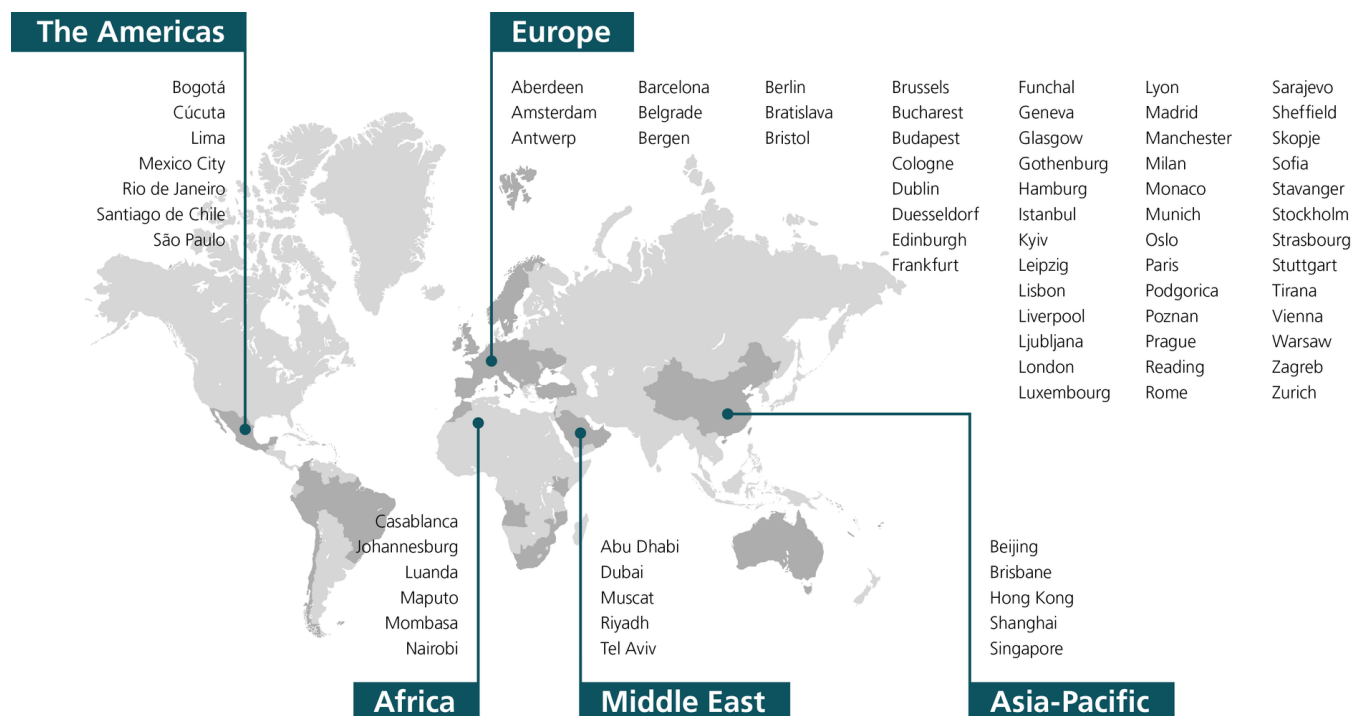 The Americas
Bogotá
Cúcuta
Lima
Mexico City
Rio de Janeiro
Santiago de Chile
São Paulo
Europe
Aberdeen
Amsterdam
Antwerp
Barcelona
Belgrade
Bergen
Berlin
Bratislava
Bristol
Brussels
Bucharest
Budapest
Cologne
Dublin
Duesseldorf
Edinburgh
Frankfurt
Funchal
Geneva
Glasgow
Gothenburg
Hamburg
Istanbul
Kyiv
Leipzig
Lisbon
Liverpool
Ljubljana
London
Luxembourg
Lyon
Madrid
Manchester
Milan
Monaco
Munich
Oslo
Paris
Podgorica
Poznan
Prague
Reading
Rome
Sarajevo
Sheffield
Skopje
Sofia
Stavanger
Stockholm
Strasbourg
Stuttgart
Tirana
Vienna
Warsaw
Zagreb
Zurich
Casablanca
Johannesburg
Luanda
Maputo
Mombasa
Nairobi
Africa
Abu Dhabi
Dubai
Muscat
Riyadh
Tel Aviv
Middle East
Beijing
Brisbane
Hong Kong
Shanghai
Singapore
Asia-Pacific